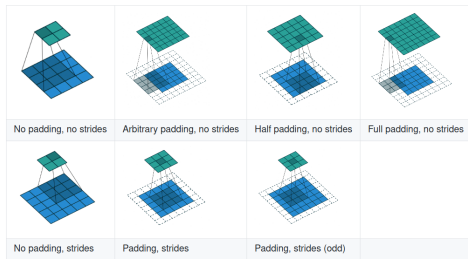 No padding, no strides
Arbitrary padding, no strides
Half padding, no strides
Full padding, no strides
No padding, strides
Padding, strides
Padding, strides (odd)